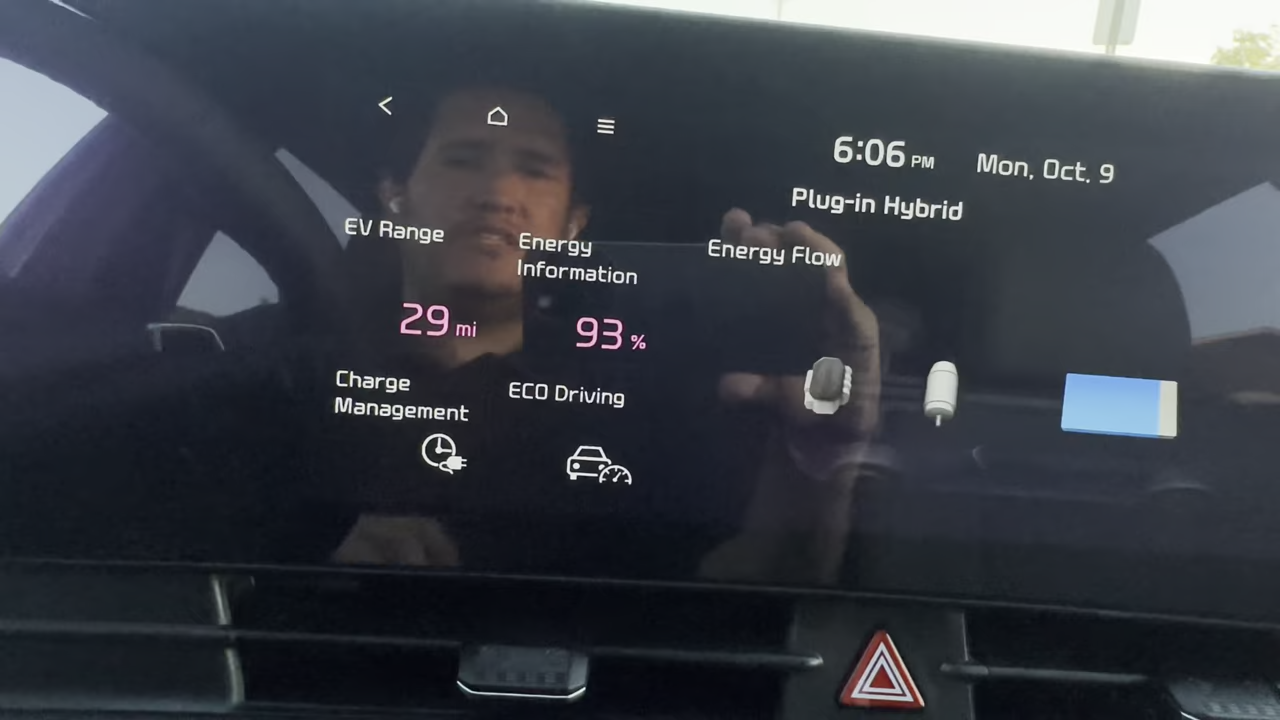 6:06 PM Mon, Oct. 9
Plug-in Hybrid
EV Range
Energy
Information
Energy Flow
29 mi
93 %
Charge
Management
ECO Driving